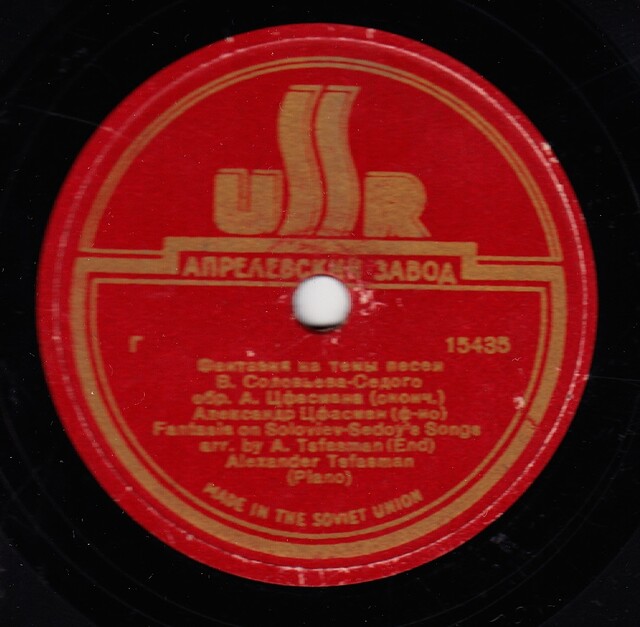 USSR
АПРЕЛЕВСКИЙ ЗАВОД
Г 15435
Фантазия на темы песен
В. Соловьева-Седого
обр. А. Цфасмана (оконч.)
Александр Цфасман (ф-но)
Fantasia on Soloviev-Sedoy's Songs
arr. by A. Tsfasman (End)
Alexander Tsfasman
(Piano)
MADE IN THE SOVIET UNION